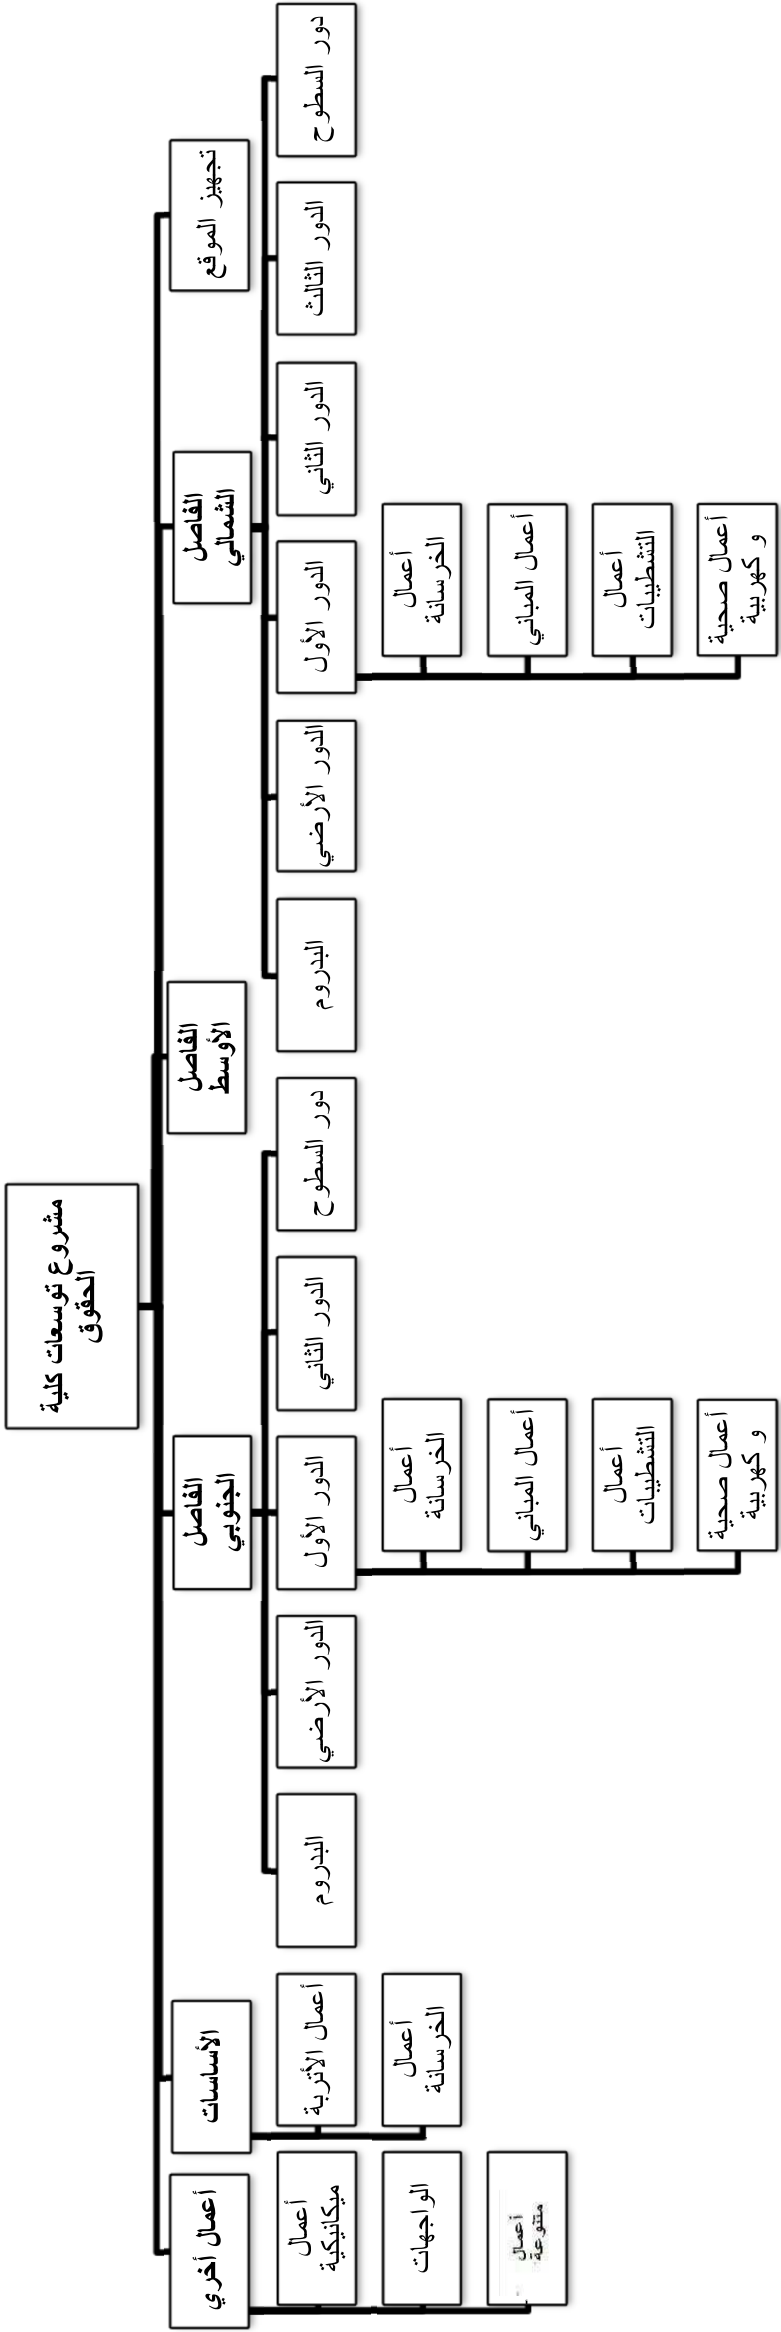 مشروع توسعات كلية
الحقوق
تجهيز الموقع
الفاصل
الشمالي
دور السطوح
الدور الثالث
الدور الثاني
الدور الأول
أعمال
الخرسانة
أعمال المباني
أعمال
التشطيبات
أعمال صحية
و كهربية
الدور الأرضي
البدروم
الفاصل
الأوسط
الفاصل
الجنوبي
دور السطوح
الدور الثاني
الدور الأول
أعمال
الخرسانة
أعمال المباني
أعمال
التشطيبات
أعمال صحية
و كهربية
الدور الأرضي
البدروم
الأساسات
أعمال الأتربة
أعمال
الخرسانة
أعمال أخري
أعمال
ميكانيكية
الواجهات
أعمال
متنوعة